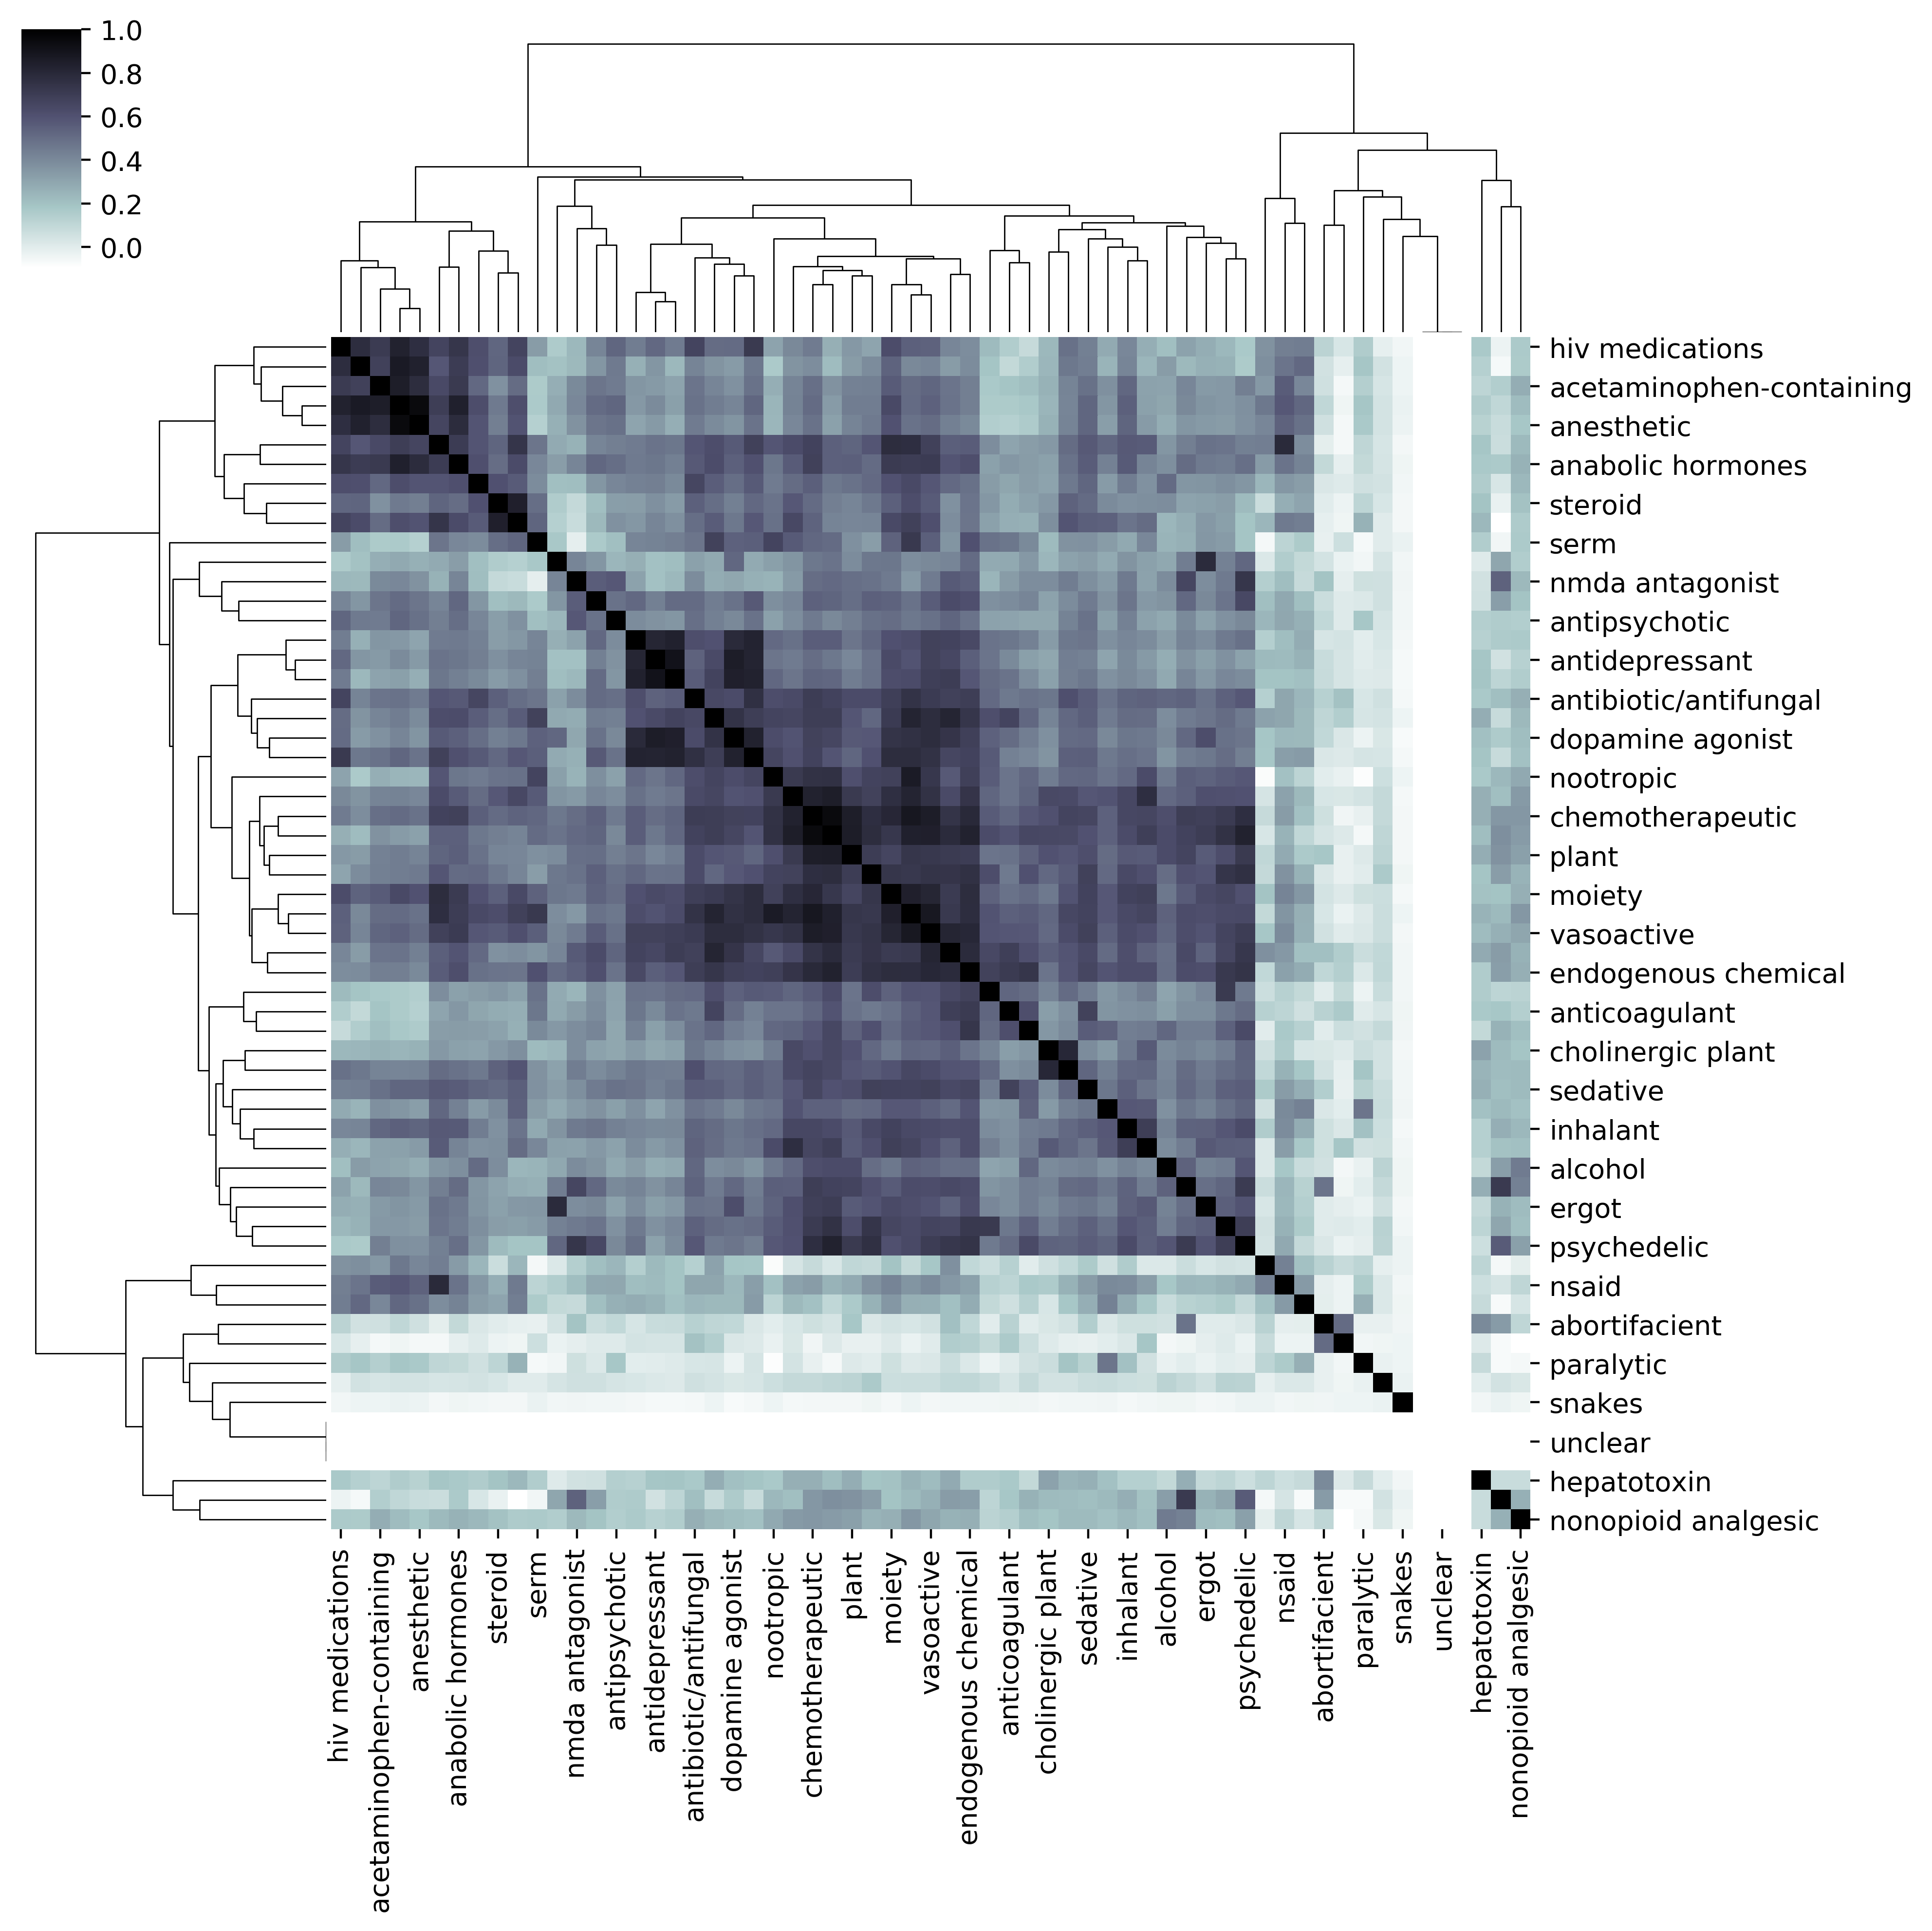 1.0
0.8
0.6
0.4
0.2
0.0
hiv medications
acetaminophen-containing
anesthetic
anabolic hormones
steroid
serm
nmda antagonist
antipsychotic
antidepressant
antibiotic/antifungal
dopamine agonist
nootropic
chemotherapeutic
plant
moiety
vasoactive
endogenous chemical
anticoagulant
cholinergic plant
sedative
inhalant
alcohol
ergot
psychedelic
nsaid
abortifacient
paralytic
snakes
unclear
hepatotoxin
nonopioid analgesic
hiv medications
acetaminophen-containing
anesthetic
anabolic hormones
steroid
serm
nmda antagonist
antipsychotic
antidepressant
antibiotic/antifungal
dopamine agonist
nootropic
chemotherapeutic
plant
moiety
vasoactive
endogenous chemical
anticoagulant
cholinergic plant
sedative
inhalant
alcohol
ergot
psychedelic
nsaid
abortifacient
paralytic
snakes
unclear
hepatotoxin
nonopioid analgesic